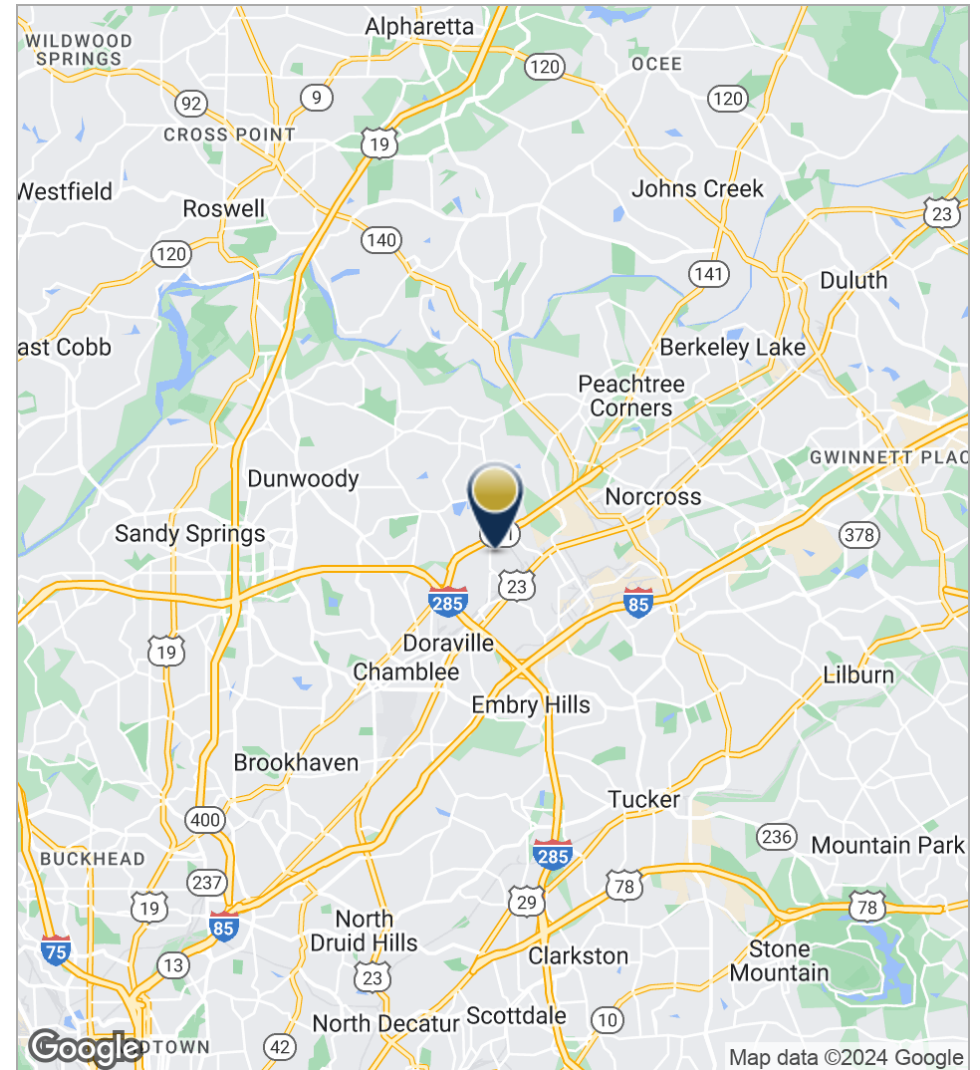 Alpharetta
WILDWOOD
SPRINGS
120
OCEE
92
9
120
CROSS POINT
19
Westfield
Johns Creek
Roswell
23
140
120
141
Duluth
ast Cobb
Berkeley Lake
Peachtree
Corners
GWINNETT PLAC
Dunwoody
Norcross
Sandy Springs
378
23
285
85
Doraville
19
Chamblee
Lilburn
Embry Hills
Brookhaven
Tucker
400
236
Mountain Park
BUCKHEAD
285
237
78
29
19
78
North
Druid Hills
85
75
Clarkston
Stone
Mountain
13
23
North Decatur
Scottdale
10
Google
DTOWN
42
Map data ©2024 Google